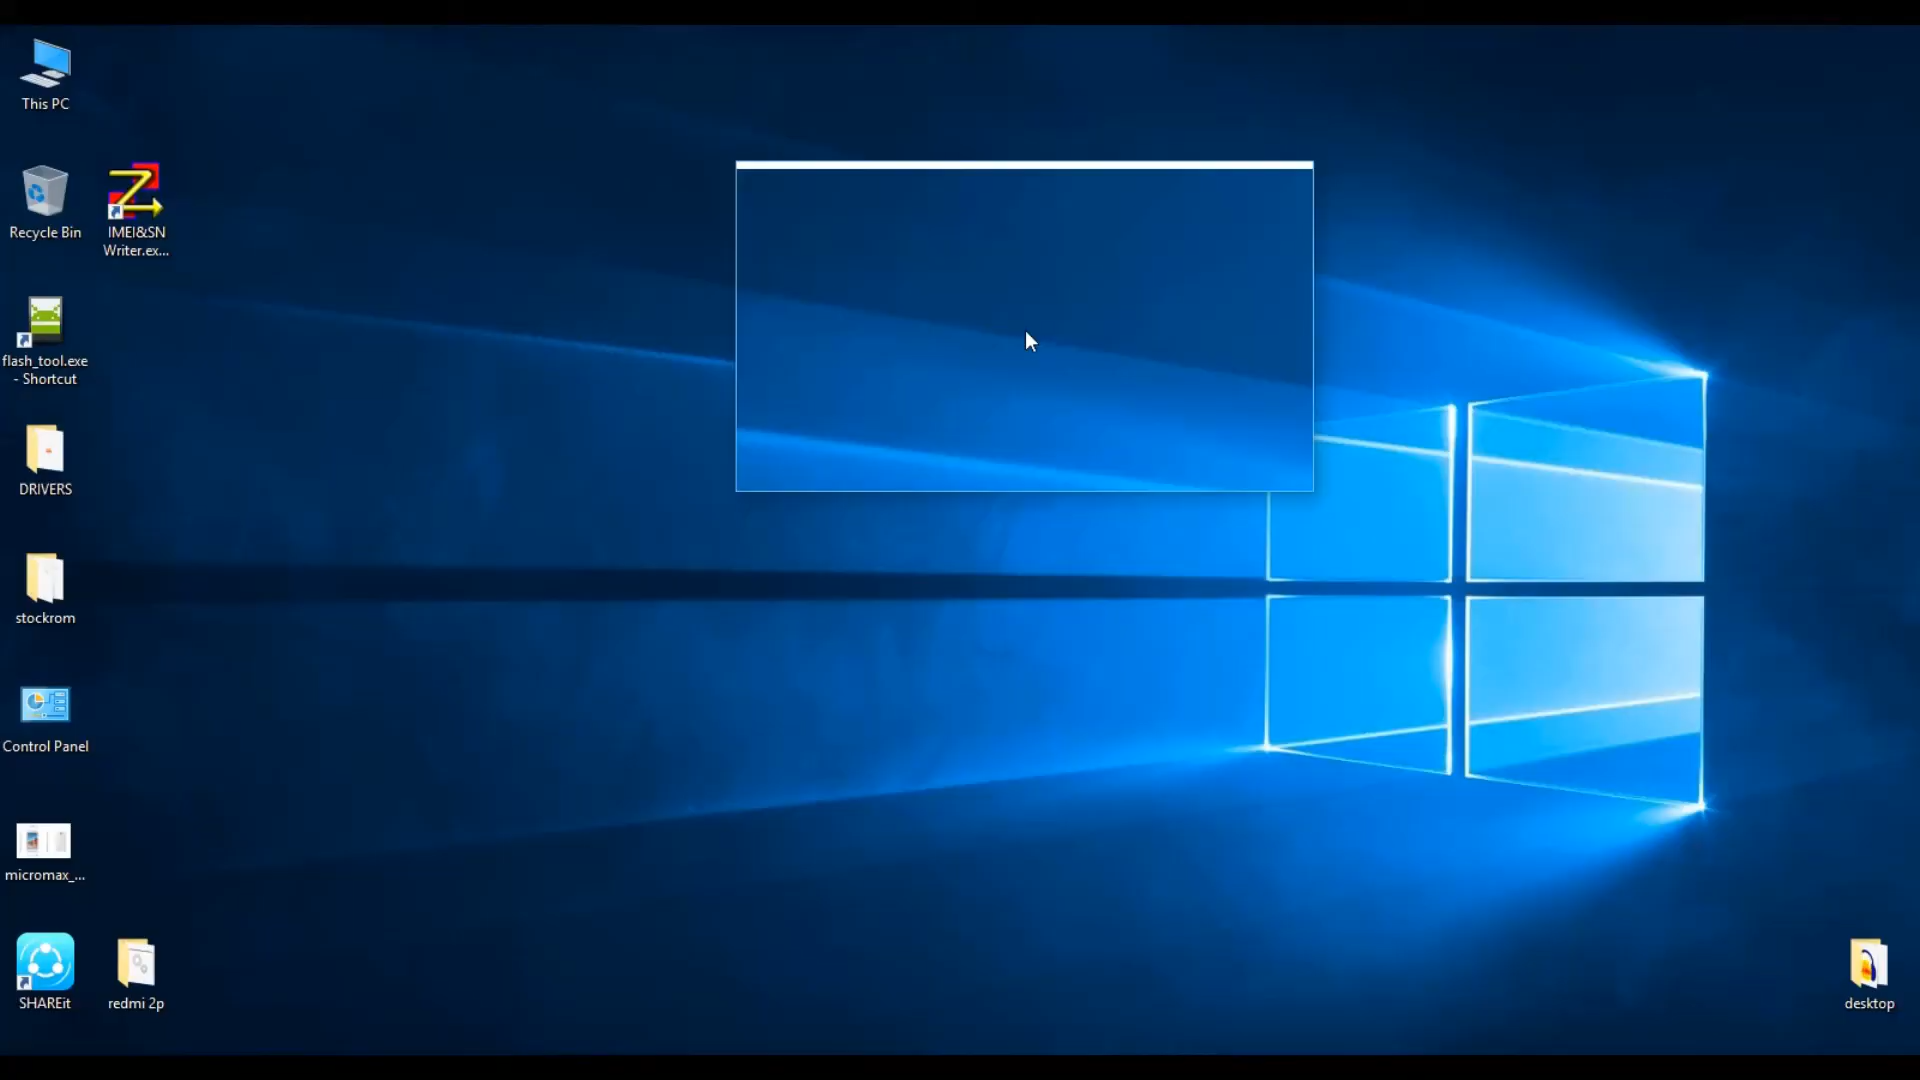 This PC
Recycle Bin
IMEI&SN
Writer.ex...
flash_tool.exe
- Shortcut
DRIVERS
stockrom
Control Panel
micromax_...
SHAREit
redmi 2p
desktop